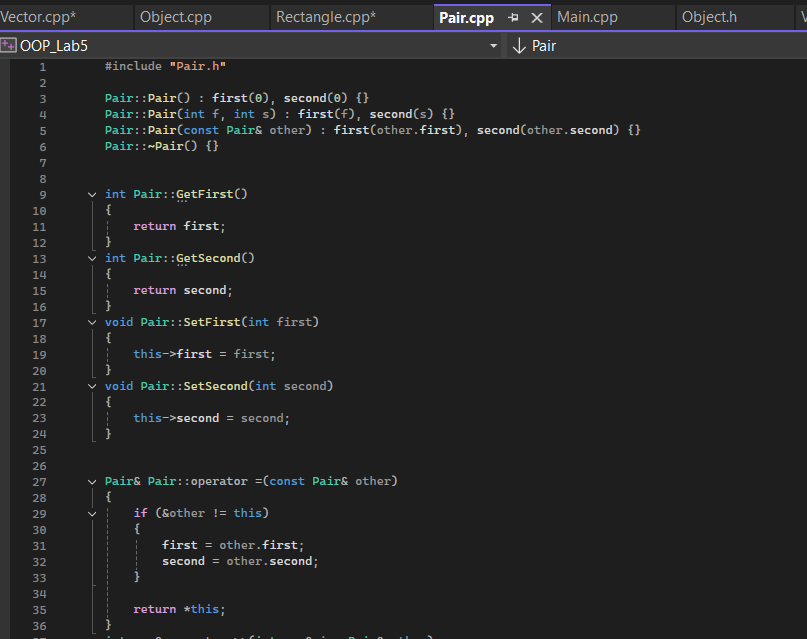 Vector.cpp*
Object.cpp
Rectangle.cpp*
Pair.cpp
Main.cpp
Object.h
OOP_Lab5
Pair
1 #include "Pair.h"
2
3 Pair::Pair() : first(0), second(0) {}
4 Pair::Pair(int f, int s) : first(f), second(s) {}
5 Pair::Pair(const Pair& other) : first(other.first), second(other.second) {}
6 Pair::~Pair() {}
7
8
9 int Pair::GetFirst()
10 {
11 return first;
12 }
13 int Pair::GetSecond()
14 {
15 return second;
16 }
17 void Pair::SetFirst(int first)
18 {
19 this->first = first;
20 }
21 void Pair::SetSecond(int second)
22 {
23 this->second = second;
24 }
25
26
27 Pair& Pair::operator =(const Pair& other)
28 {
29 if (&other != this)
30 {
31 first = other.first;
32 second = other.second;
33 }
34
35 return *this;
36 }